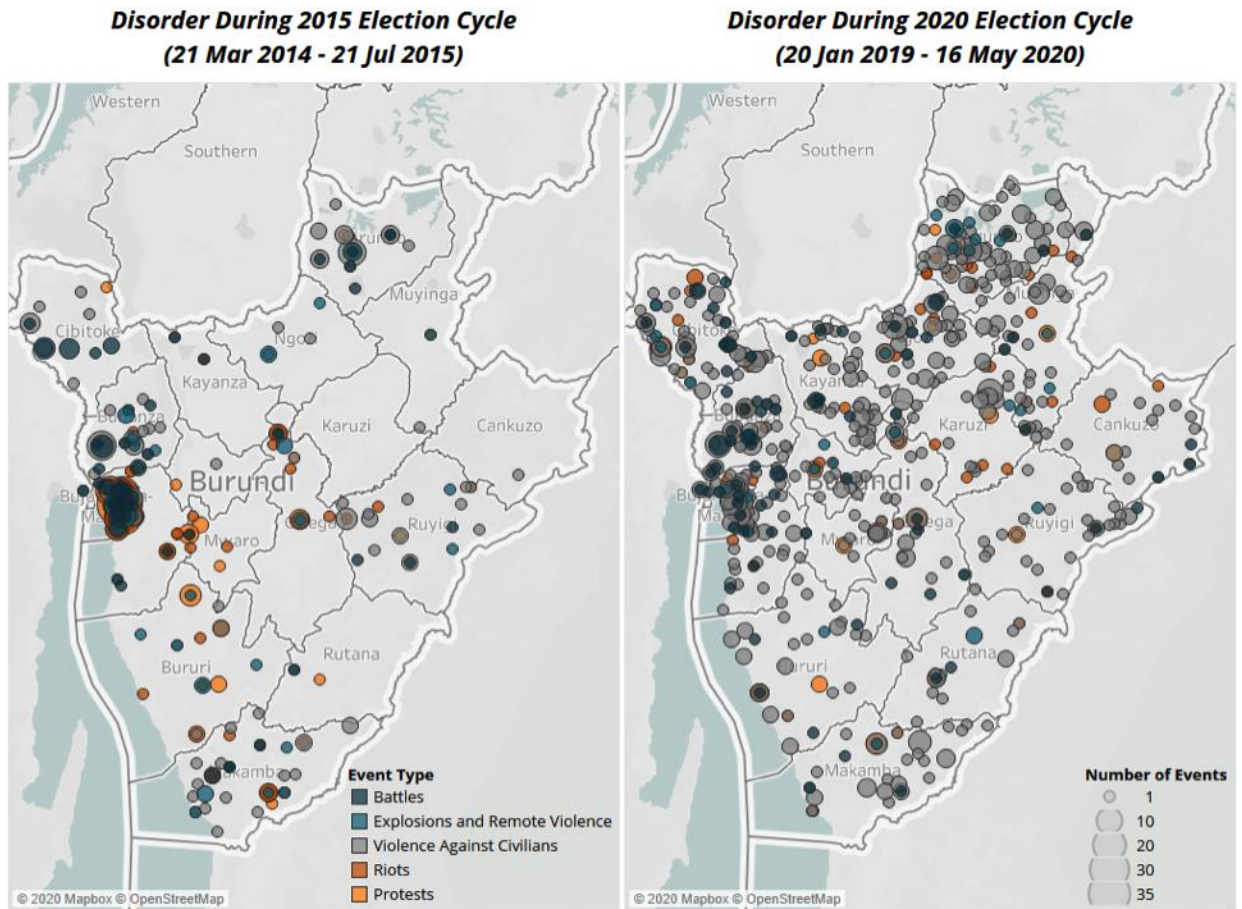 Disorder During 2015 Election Cycle
(21 Mar 2014 - 21 Jul 2015)
Western
Southern
Muyinga
Cibitoke
Ngozi
Kayanza
Karuzi
Cankuzo
Burundi
Ruyigi
Mwaro
Bururi
Rutana
Makamba
Event Type
Battles
Explosions and Remote Violence
Violence Against Civilians
Riots
Protests
© 2020 Mapbox © OpenStreetMap
Disorder During 2020 Election Cycle
(20 Jan 2019 - 16 May 2020)
Western
Southern
Karuzi
Cankuzo
Burundi
Ruyigi
Rutana
Makamba
Number of Events
1
10
20
30
35
© 2020 Mapbox © OpenStreetMap